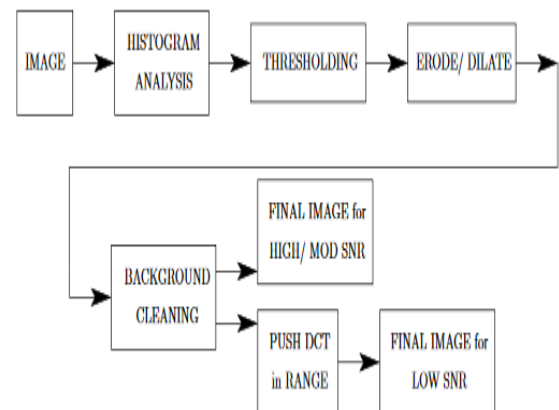 IMAGE
HISTOGRAM
ANALYSIS
THRESHOLDING
ERODE/ DILATE
FINAL IMAGE for
HIGH/ MOD SNR
BACKGROUND
CLEANING
PUSH DCT
in RANGE
FINAL IMAGE for
LOW SNR